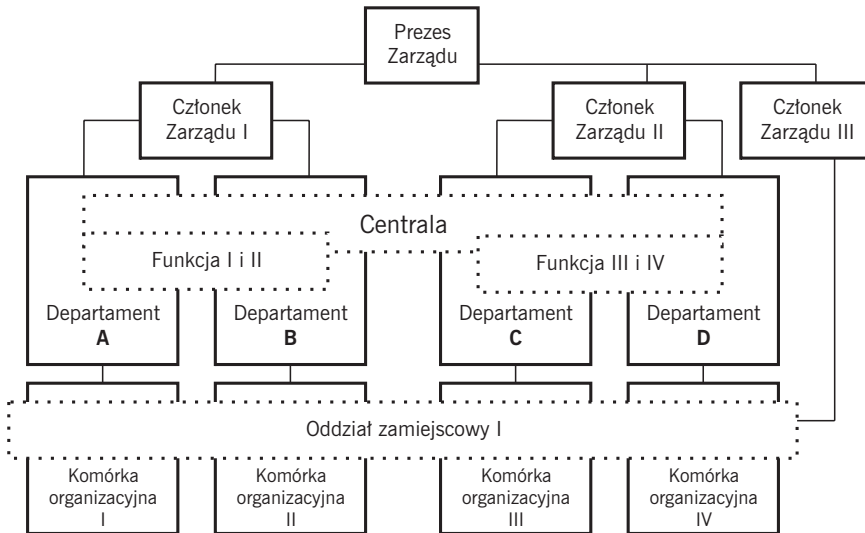 Prezes
Zarządu
Członek
Zarządu I
Członek
Zarządu II
Członek
Zarządu III
Centrala
Funkcja I i II
Funkcja III i IV
Departament
A
Departament
B
Departament
C
Departament
D
Oddział zamiejscowy I
Komórka
organizacyjna
I
Komórka
organizacyjna
II
Komórka
organizacyjna
III
Komórka
organizacyjna
IV